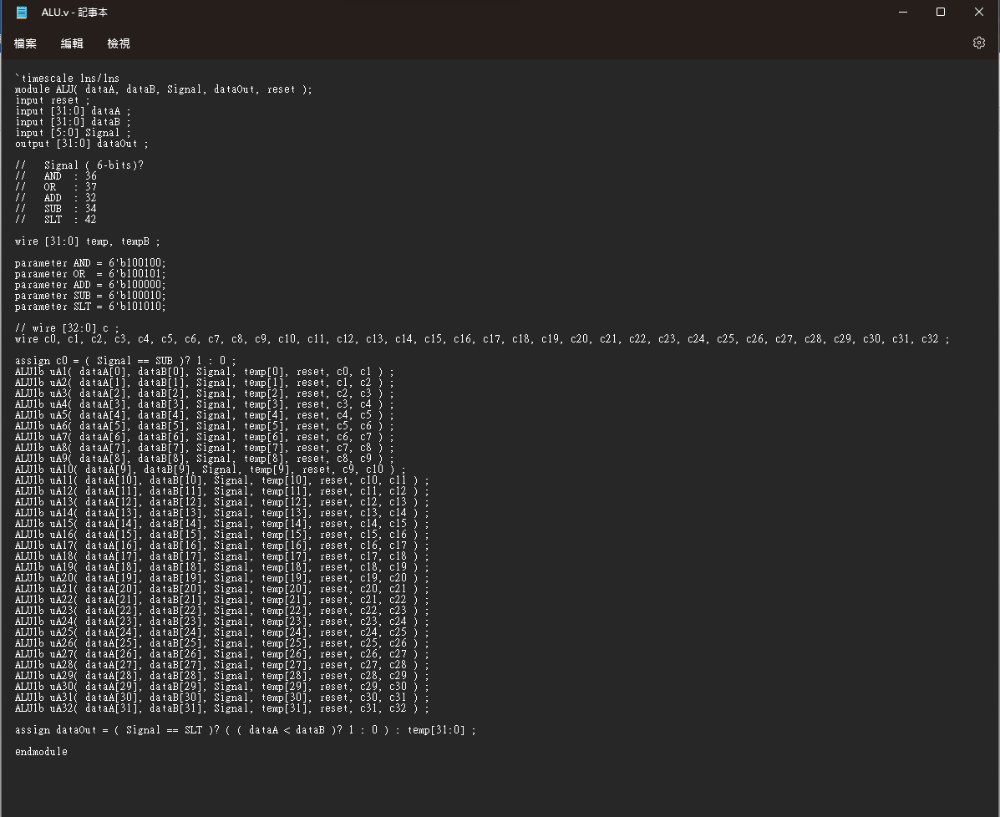 ALU.v - 記事本
檔案 編輯 檢視
`timescale 1ns/1ns
module ALU( dataA, dataB, Signal, dataOut, reset );
input reset ;
input [31:0] dataA ;
input [31:0] dataB ;
input [5:0] Signal ;
output [31:0] dataOut ;
//   Signal ( 6-bits)?
//   AND  : 36
//   OR   : 37
//   ADD  : 32
//   SUB  : 34
//   SLT  : 42
wire [31:0] temp, tempB ;
parameter AND = 6'b100100;
parameter OR  = 6'b100101;
parameter ADD = 6'b100000;
parameter SUB = 6'b100010;
parameter SLT = 6'b101010;
// wire [32:0] c ;
wire c0, c1, c2, c3, c4, c5, c6, c7, c8, c9, c10, c11, c12, c13, c14, c15, c16, c17, c18, c19, c20, c21, c22, c23, c24, c25, c26, c27, c28, c29, c30, c31, c32 ;
assign c0 = ( Signal == SUB )? 1 : 0 ;
ALU1b uA1( dataA[0], dataB[0], Signal, temp[0], reset, c0, c1 ) ;
ALU1b uA2( dataA[1], dataB[1], Signal, temp[1], reset, c1, c2 ) ;
ALU1b uA3( dataA[2], dataB[2], Signal, temp[2], reset, c2, c3 ) ;
ALU1b uA4( dataA[3], dataB[3], Signal, temp[3], reset, c3, c4 ) ;
ALU1b uA5( dataA[4], dataB[4], Signal, temp[4], reset, c4, c5 ) ;
ALU1b uA6( dataA[5], dataB[5], Signal, temp[5], reset, c5, c6 ) ;
ALU1b uA7( dataA[6], dataB[6], Signal, temp[6], reset, c6, c7 ) ;
ALU1b uA8( dataA[7], dataB[7], Signal, temp[7], reset, c7, c8 ) ;
ALU1b uA9( dataA[8], dataB[8], Signal, temp[8], reset, c8, c9 ) ;
ALU1b uA10( dataA[9], dataB[9], Signal, temp[9], reset, c9, c10 ) ;
ALU1b uA11( dataA[10], dataB[10], Signal, temp[10], reset, c10, c11 ) ;
ALU1b uA12( dataA[11], dataB[11], Signal, temp[11], reset, c11, c12 ) ;
ALU1b uA13( dataA[12], dataB[12], Signal, temp[12], reset, c12, c13 ) ;
ALU1b uA14( dataA[13], dataB[13], Signal, temp[13], reset, c13, c14 ) ;
ALU1b uA15( dataA[14], dataB[14], Signal, temp[14], reset, c14, c15 ) ;
ALU1b uA16( dataA[15], dataB[15], Signal, temp[15], reset, c15, c16 ) ;
ALU1b uA17( dataA[16], dataB[16], Signal, temp[16], reset, c16, c17 ) ;
ALU1b uA18( dataA[17], dataB[17], Signal, temp[17], reset, c17, c18 ) ;
ALU1b uA19( dataA[18], dataB[18], Signal, temp[18], reset, c18, c19 ) ;
ALU1b uA20( dataA[19], dataB[19], Signal, temp[19], reset, c19, c20 ) ;
ALU1b uA21( dataA[20], dataB[20], Signal, temp[20], reset, c20, c21 ) ;
ALU1b uA22( dataA[21], dataB[21], Signal, temp[21], reset, c21, c22 ) ;
ALU1b uA23( dataA[22], dataB[22], Signal, temp[22], reset, c22, c23 ) ;
ALU1b uA24( dataA[23], dataB[23], Signal, temp[23], reset, c23, c24 ) ;
ALU1b uA25( dataA[24], dataB[24], Signal, temp[24], reset, c24, c25 ) ;
ALU1b uA26( dataA[25], dataB[25], Signal, temp[25], reset, c25, c26 ) ;
ALU1b uA27( dataA[26], dataB[26], Signal, temp[26], reset, c26, c27 ) ;
ALU1b uA28( dataA[27], dataB[27], Signal, temp[27], reset, c27, c28 ) ;
ALU1b uA29( dataA[28], dataB[28], Signal, temp[28], reset, c28, c29 ) ;
ALU1b uA30( dataA[29], dataB[29], Signal, temp[29], reset, c29, c30 ) ;
ALU1b uA31( dataA[30], dataB[30], Signal, temp[30], reset, c30, c31 ) ;
ALU1b uA32( dataA[31], dataB[31], Signal, temp[31], reset, c31, c32 ) ;
assign dataOut = ( Signal == SLT )? ( ( dataA < dataB )? 1 : 0 ) : temp[31:0] ;
endmodule